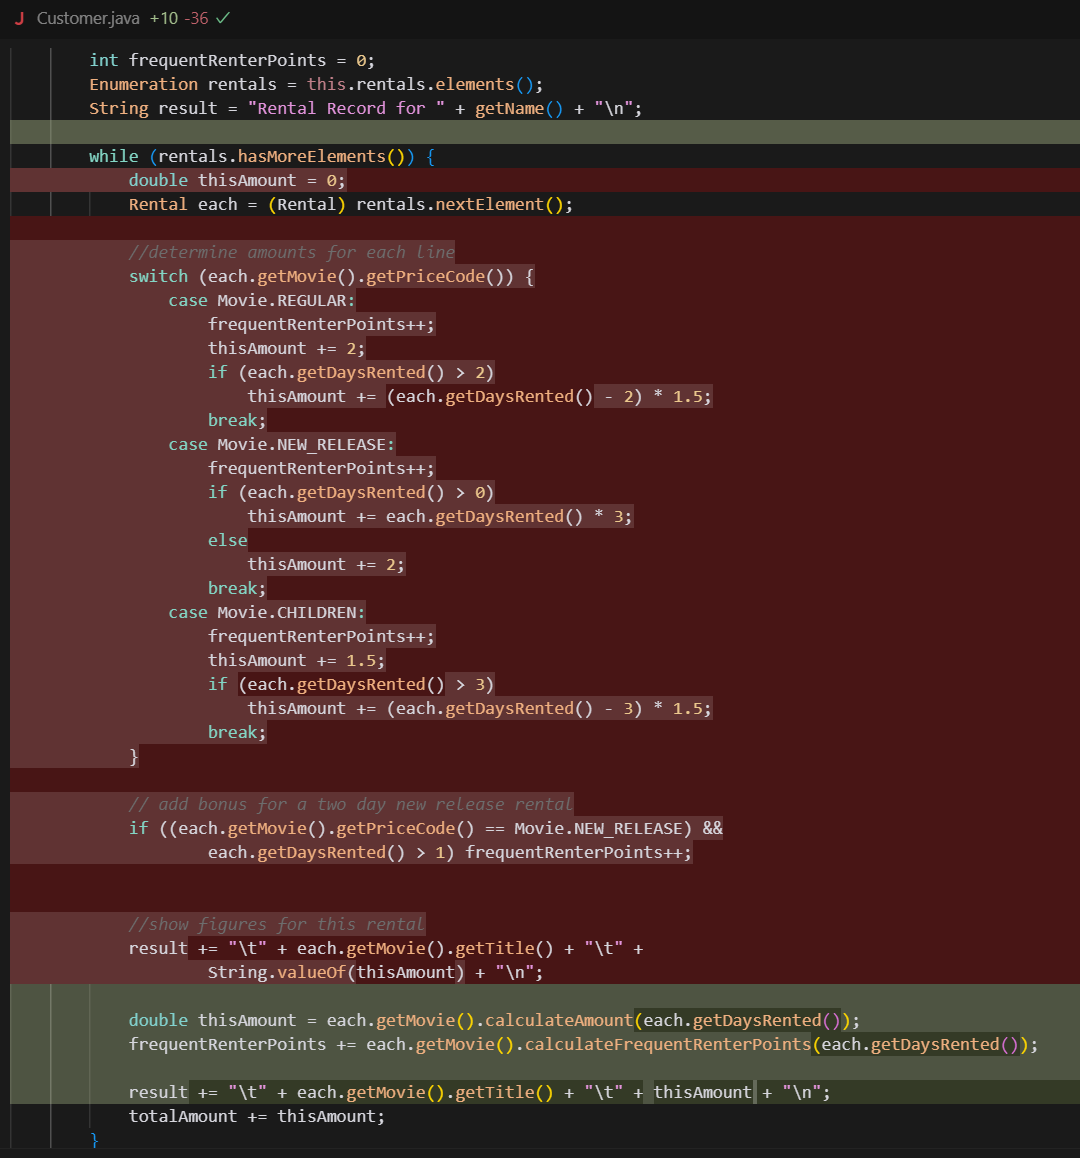 J Customer.java +10 -36 ✓
int frequentRenterPoints = 0;
Enumeration rentals = this.rentals.elements();
String result = "Rental Record for " + getName() + "\n";
while (rentals.hasMoreElements()) {
double thisAmount = 0;
Rental each = (Rental) rentals.nextElement();
//determine amounts for each line
switch (each.getMovie().getPriceCode()) {
case Movie.REGULAR:
frequentRenterPoints++;
thisAmount += 2;
if (each.getDaysRented() > 2)
thisAmount += (each.getDaysRented() - 2) * 1.5;
break;
case Movie.NEW_RELEASE:
frequentRenterPoints++;
if (each.getDaysRented() > 0)
thisAmount += each.getDaysRented() * 3;
else
thisAmount += 2;
break;
case Movie.CHILDREN:
frequentRenterPoints++;
thisAmount += 1.5;
if (each.getDaysRented() > 3)
thisAmount += (each.getDaysRented() - 3) * 1.5;
break;
}
// add bonus for a two day new release rental
if ((each.getMovie().getPriceCode() == Movie.NEW_RELEASE) &&
each.getDaysRented() > 1) frequentRenterPoints++;
//show figures for this rental
result += "\t" + each.getMovie().getTitle() + "\t" +
String.valueOf(thisAmount) + "\n";
double thisAmount = each.getMovie().calculateAmount(each.getDaysRented());
frequentRenterPoints += each.getMovie().calculateFrequentRenterPoints(each.getDaysRented());
result += "\t" + each.getMovie().getTitle() + "\t" + thisAmount + "\n";
totalAmount += thisAmount;
}